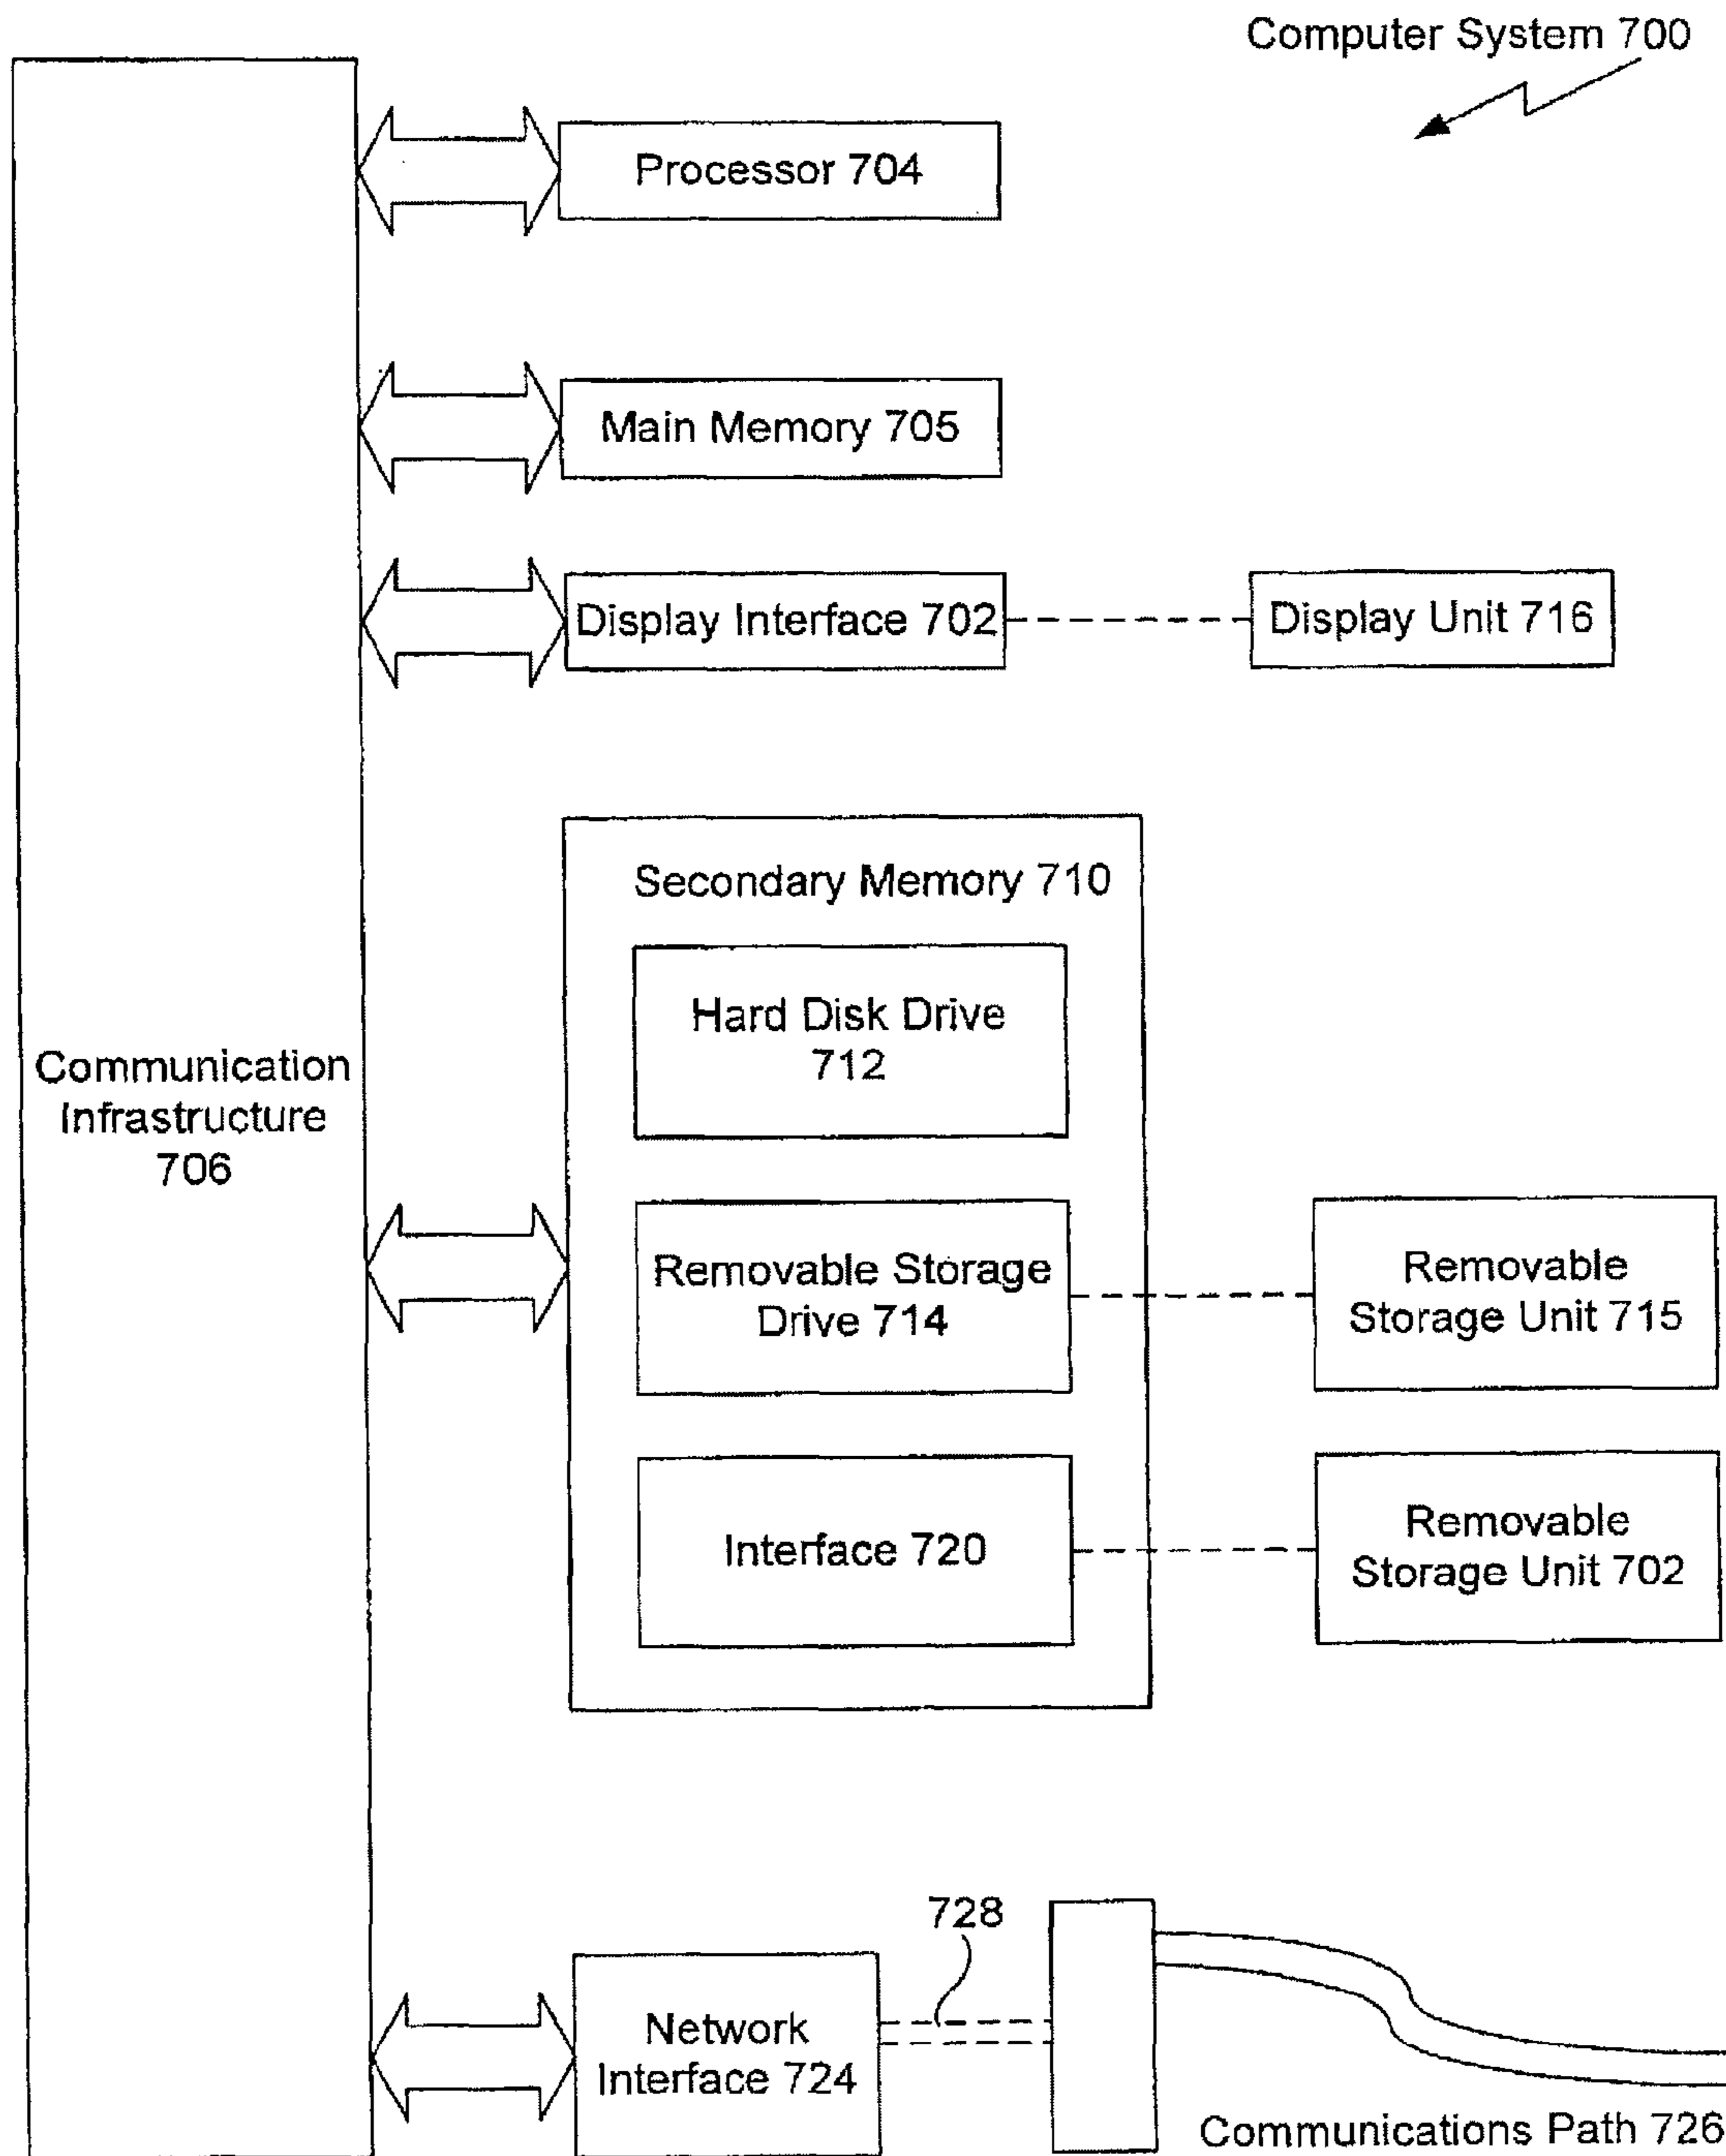 Computer System 700
Processor 704
Main Memory 705
Display Interface 702
Display Unit 716
Secondary Memory 710
Hard Disk Drive
712
Communication
Infrastructure
706
Removable Storage
Drive 714
Removable
Storage Unit 715
Interface 720
Removable
Storage Unit 702
728
Network
Interface 724
Communications Path 726